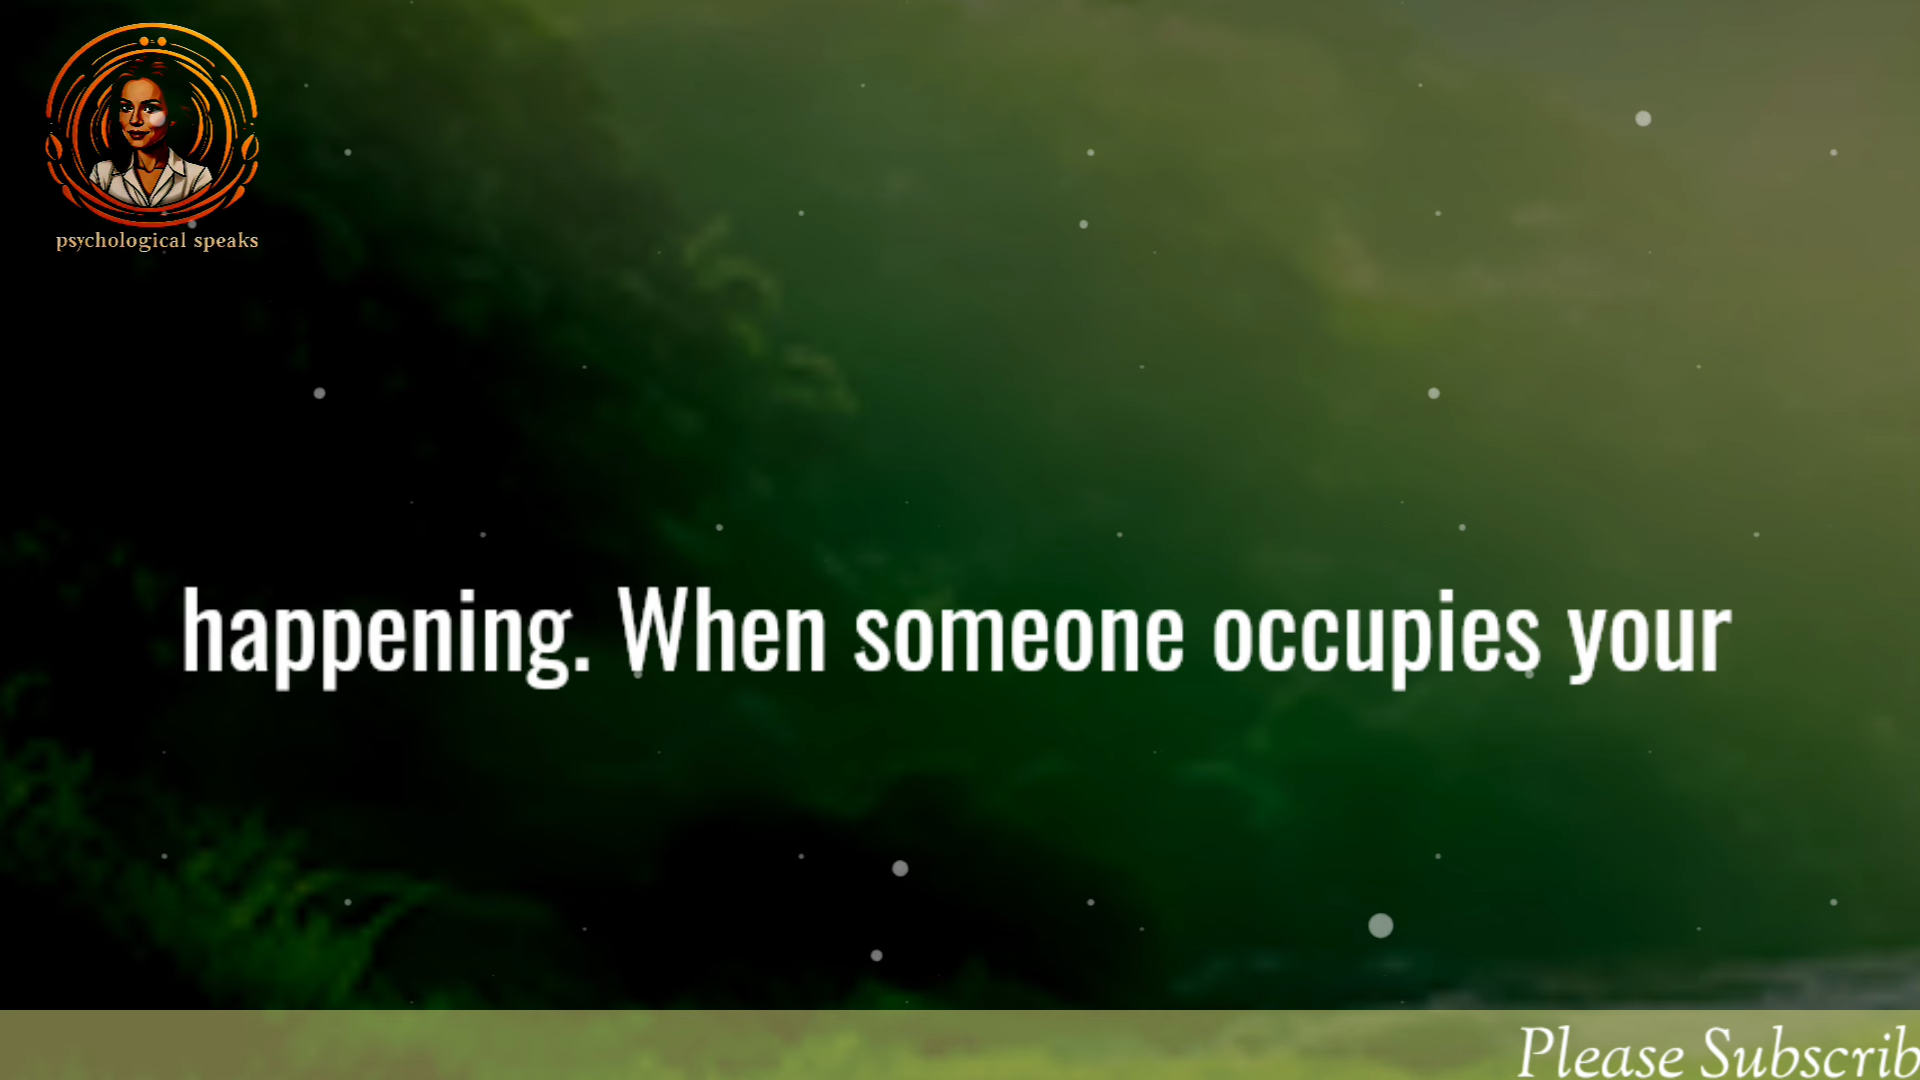 psychological speaks
happening. When someone occupies your
Please Subscrib